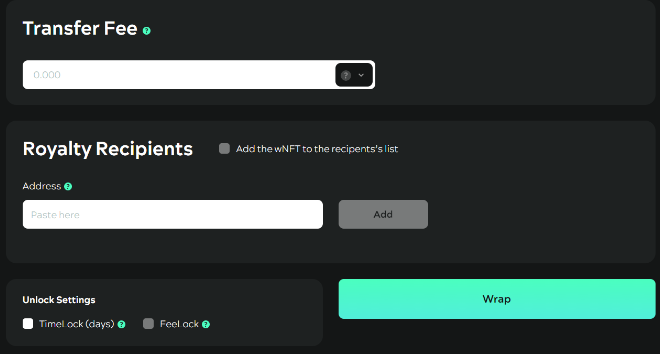 Transfer Fee ?
0.000 ?
Royalty Recipients Add the wNFT to the recipents's list
Address ?
Paste here Add
Unlock Settings Wrap
TimeLock (days) ? FeeLock ?